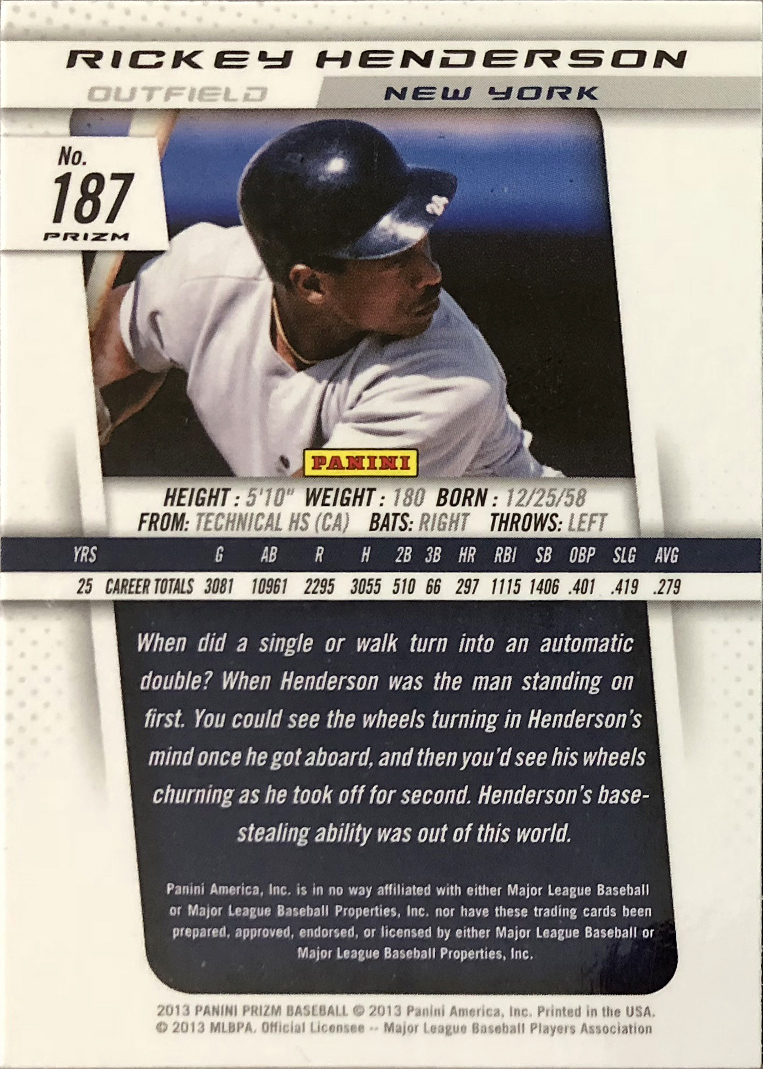 RICKEY HENDERSON
OUTFIELD NEW YORK
No.
187
PRIZM
PANINI
HEIGHT : 5'10" WEIGHT : 180 BORN : 12/25/58
FROM: TECHNICAL HS (CA) BATS: RIGHT THROWS: LEFT
YRS G AB R H 2B 3B HR RBI SB OBP SLG AVG
25 CAREER TOTALS 3081 10961 2295 3055 510 66 297 1115 1406 .401 .419 .279
When did a single or walk turn into an automatic
double? When Henderson was the man standing on
first. You could see the wheels turning in Henderson's
mind once he got aboard, and then you'd see his wheels
churning as he took off for second. Henderson's base-
stealing ability was out of this world.
Panini America, Inc. is in no way affiliated with either Major League Baseball
or Major League Baseball Properties, Inc. nor have these trading cards been
prepared, approved, endorsed, or licensed by either Major League Baseball or
Major League Baseball Properties, Inc.
2013 PANINI PRIZM BASEBALL © 2013 Panini America, Inc. Printed in the USA.
© 2013 MLBPA. Official Licensee -- Major League Baseball Players Association